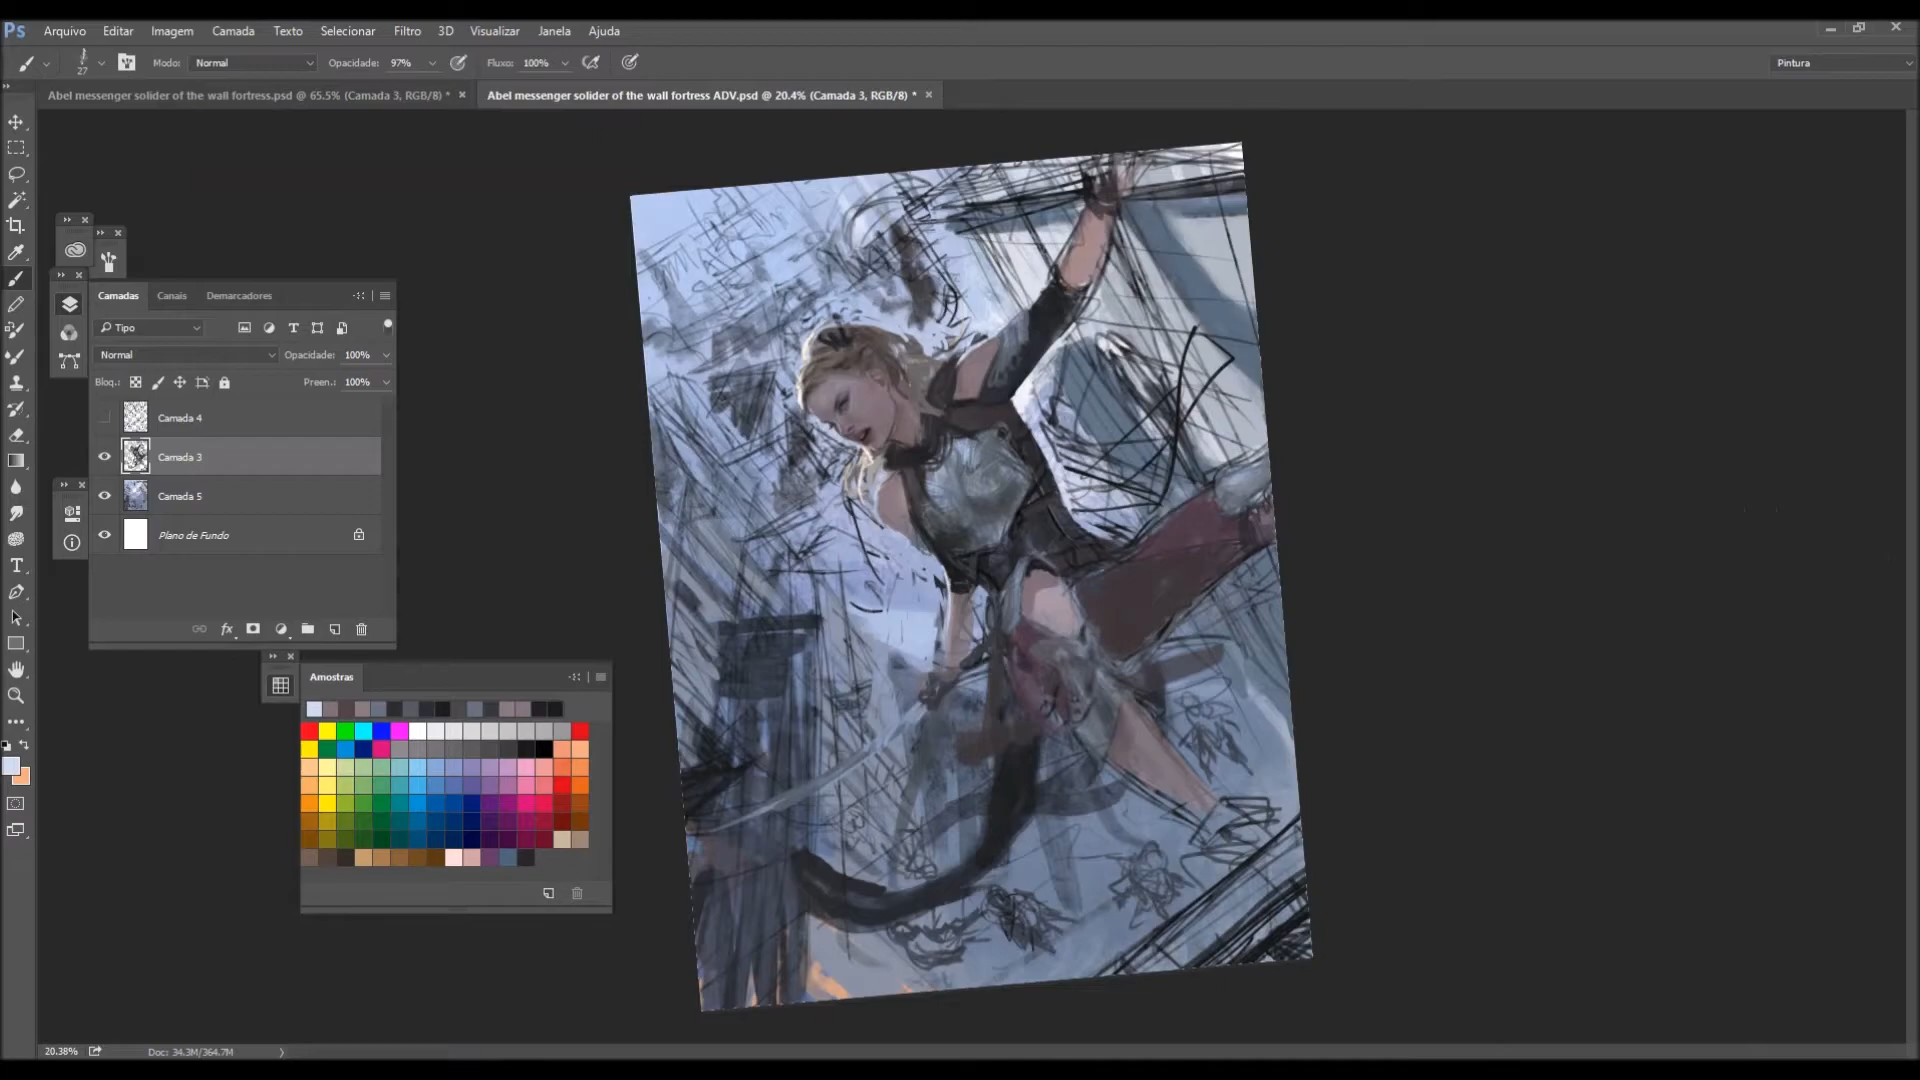 Ps Arquivo Editar Imagem Camada Texto Selecionar Filtro 3D Visualizar Janela Ajuda
27 Modo: Normal Opacidade: 97% Fluxo: 100% Pintura
Abel messenger solider of the wall fortress.psd @ 65.5% (Camada 3, RGB/8) * Abel messenger solider of the wall fortress ADV.psd @ 20.4% (Camada 3, RGB/8) *
Camadas Canais Demarcadores
Tipo
Normal Opacidade: 100%
Bloq.: Preen.: 100%
Camada 4
Camada 3
Camada 5
Plano de Fundo
fx
Amostras
20.38% Doc: 34.3M/364.7M